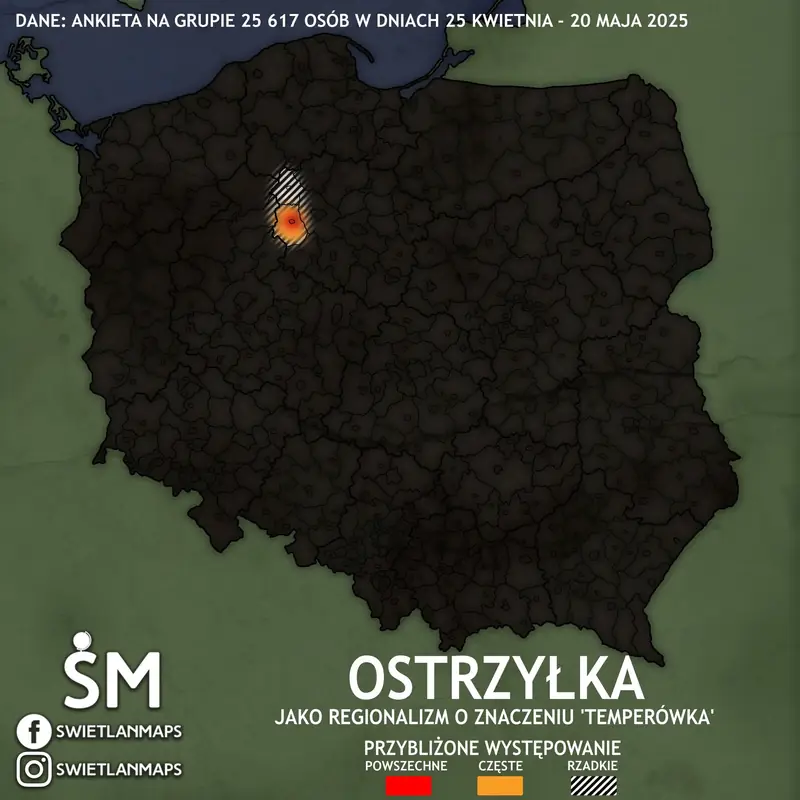 DANE: ANKIETA NA GRUPIE 25 617 OSÓB W DNIACH 25 KWIETNIA - 20 MAJA 2025
ŚM
SWIETLANMAPS
SWIETLANMAPS
OSTRZYŁKA
JAKO REGIONALIZM O ZNACZENIU 'TEMPERÓWKA'
PRZYBLIŻONE WYSTĘPOWANIE
POWSZECHNE CZĘSTE RZADKIE